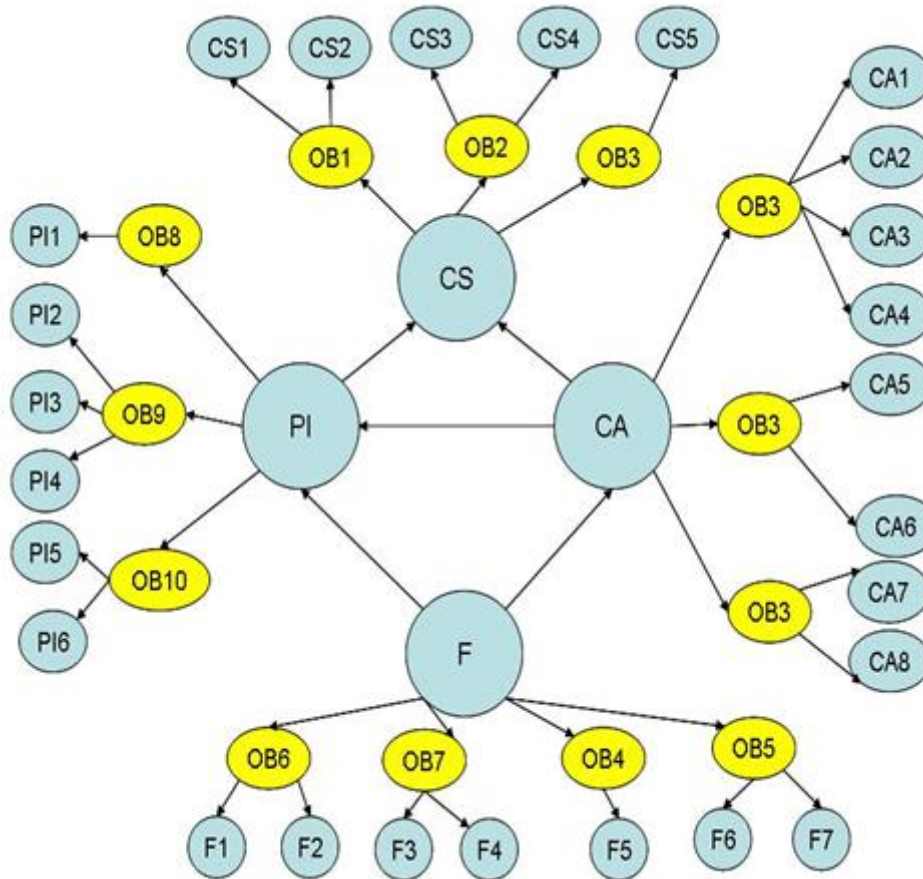 CS1
CS2
CS3
CS4
CS5
OB1
OB2
OB3
CA1
CA2
CA3
CA4
OB3
PI1
OB8
CS
PI2
PI3
PI4
OB9
PI
CA
OB3
CA5
CA6
PI5
PI6
OB10
OB3
CA7
CA8
F
OB6
OB7
OB4
OB5
F1
F2
F3
F4
F5
F6
F7